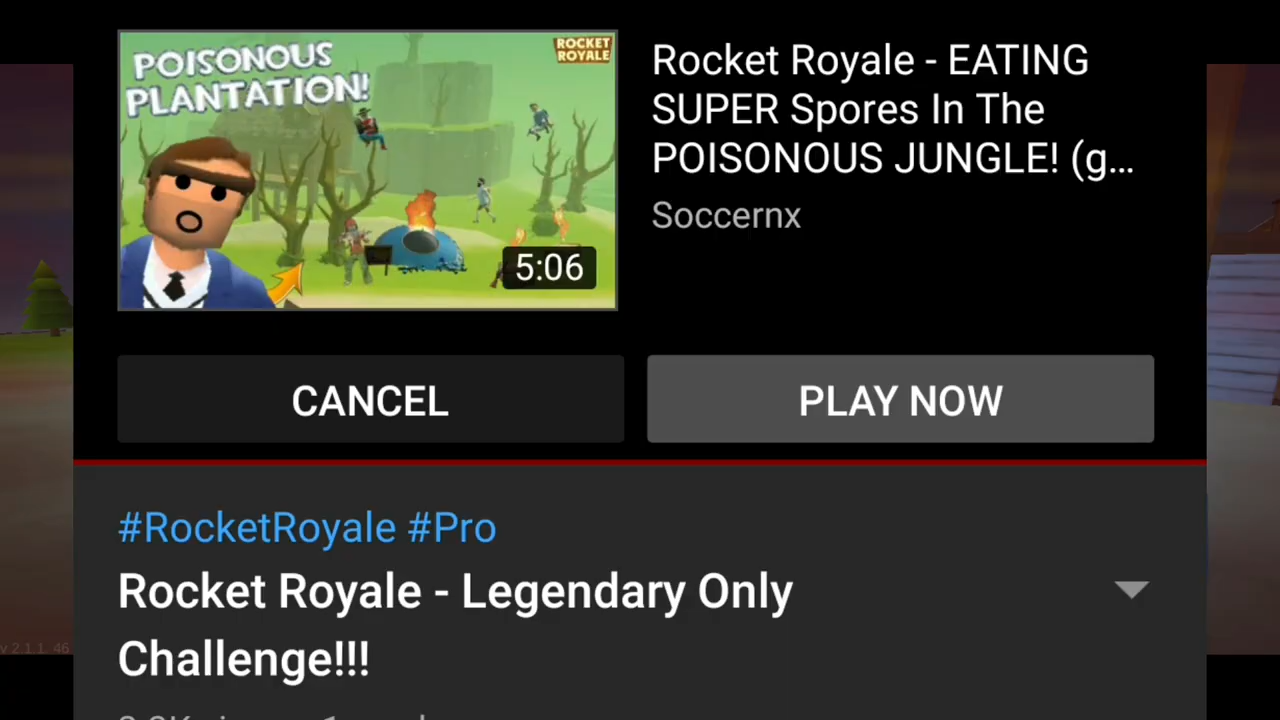 POISONOUS
PLANTATION!
ROCKET
ROYALE
5:06
Rocket Royale - EATING
SUPER Spores In The
POISONOUS JUNGLE! (g...
Soccernx
CANCEL
PLAY NOW
#RocketRoyale #Pro
Rocket Royale - Legendary Only
Challenge!!!